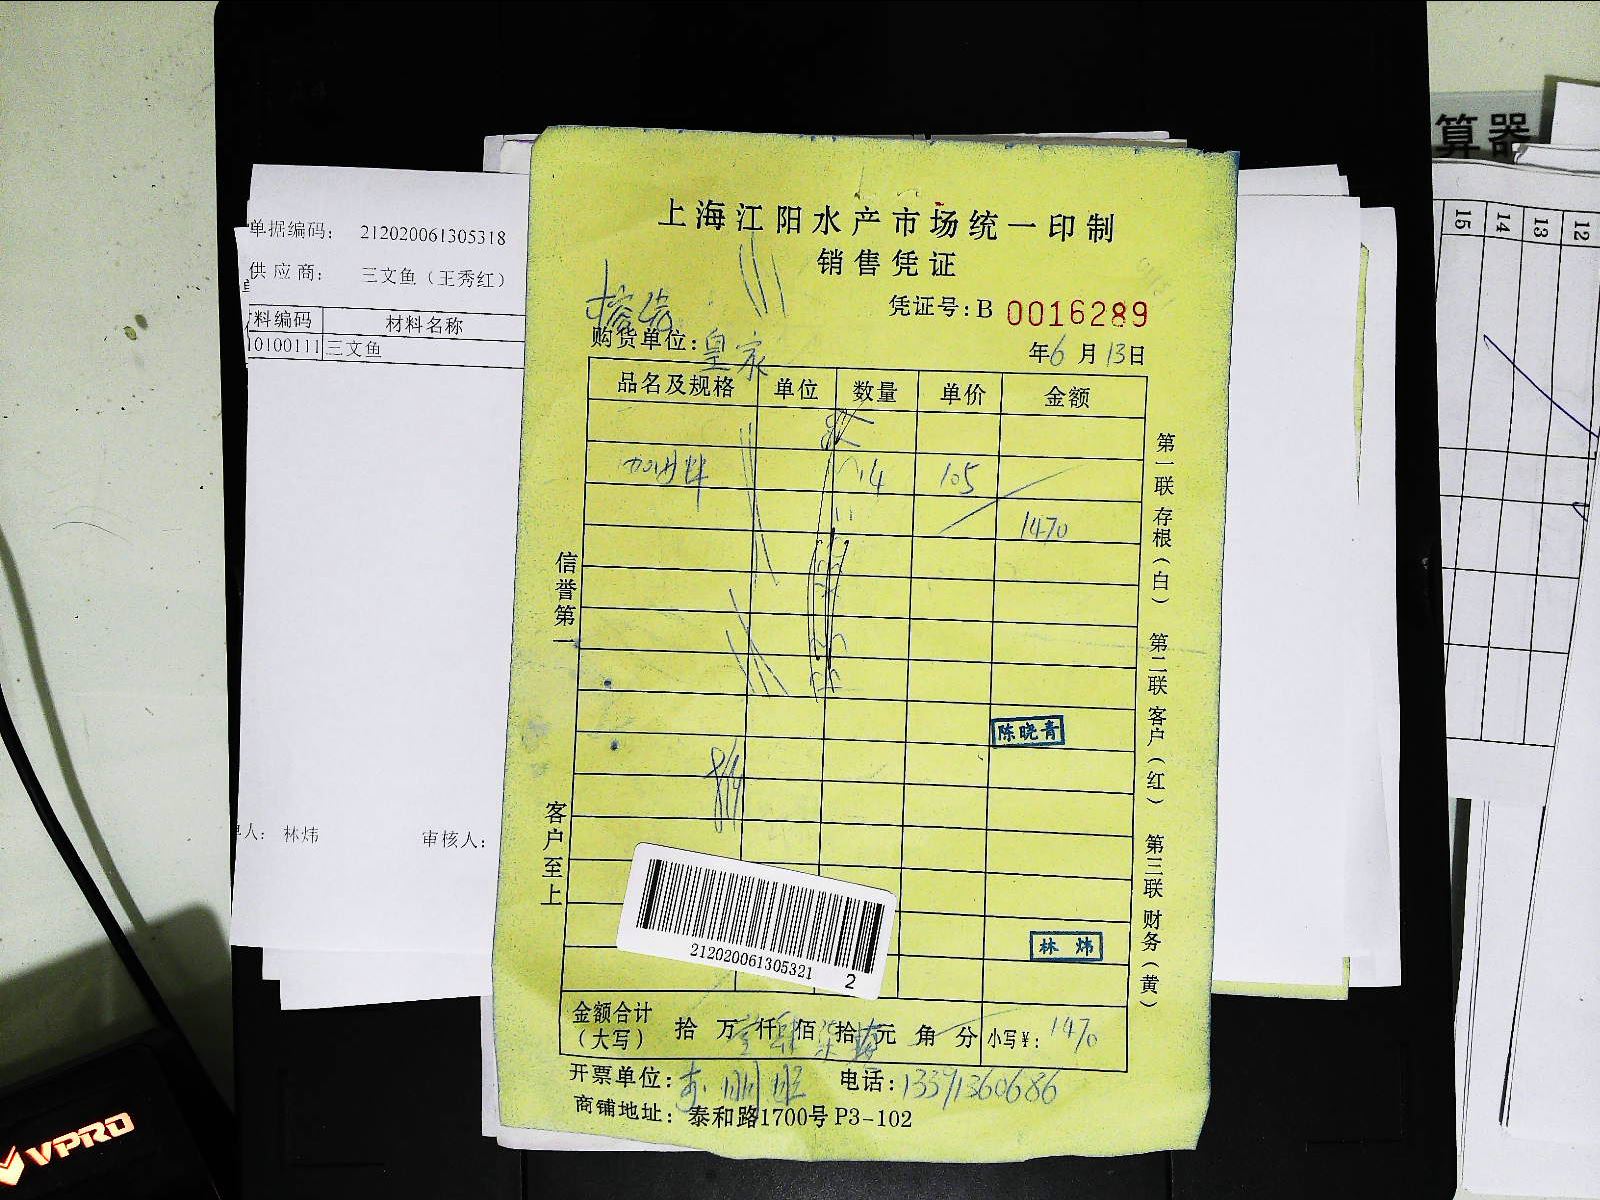 算器
15 14 13 12
单据编码： 212020061305318
供应商： 三文鱼（王秀红）
料编码 材料名称
10100111 三文鱼
人： 林炜 审核人：
上海江阳水产市场统一印制
销售凭证
凭证号：B 0016289
购货单位：皇家
年6月13日
品名及规格 单位 数量 单价 金额
14 105
1470
信誉第一
客户至上
第一联 存根（白） 第二联 客户（红） 第三联 财务（黄）
陈晓青
林炜
212020061305321 2
金额合计（大写） 拾 万 壹仟 肆佰 柒拾 元 角 分 小写¥：1470
开票单位： 电话：13391360686
商铺地址：泰和路1700号P3-102
VPRO